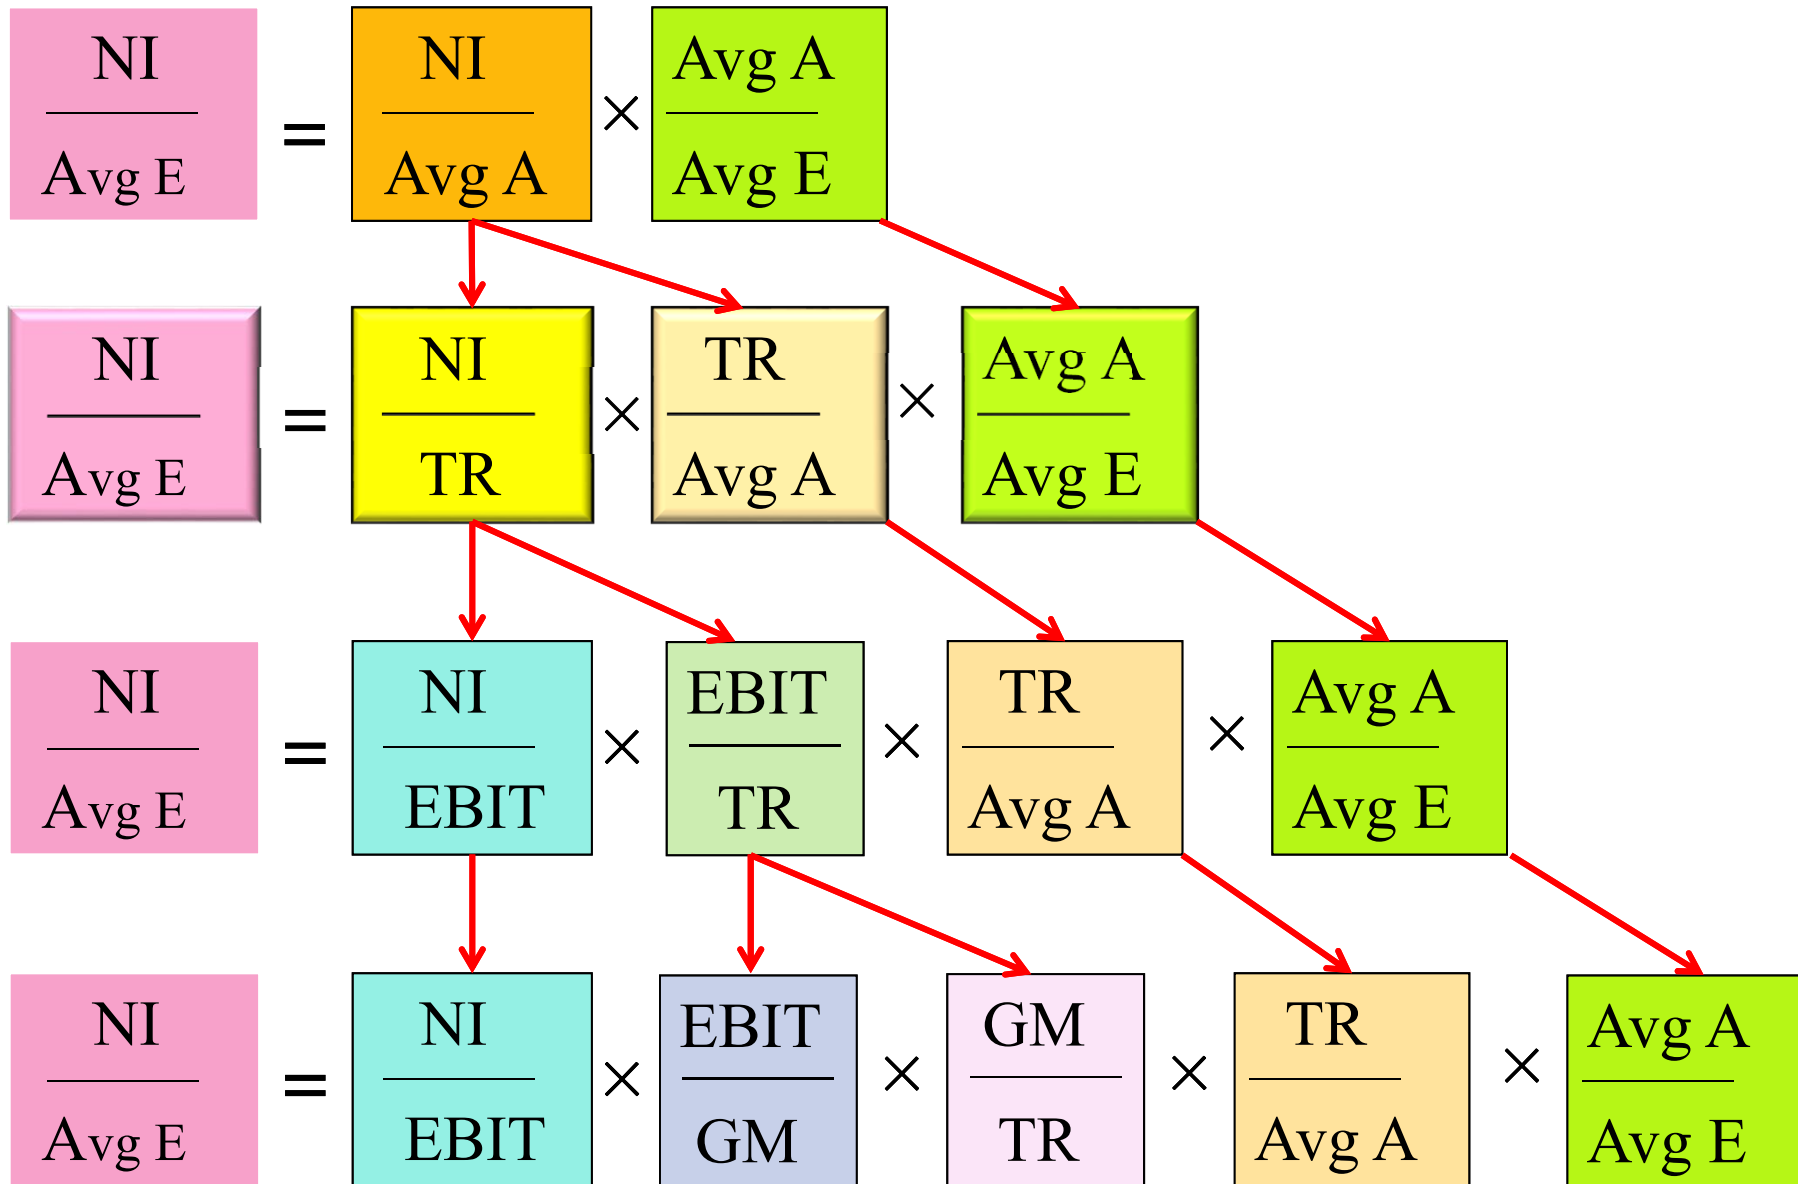 NI = NI × Avg A
Avg E Avg A Avg E
NI = NI × TR × Avg A
Avg E TR Avg A Avg E
NI = NI × EBIT × TR × Avg A
Avg E EBIT TR Avg A Avg E
NI = NI × EBIT × GM × TR × Avg A
Avg E EBIT GM TR Avg A Avg E